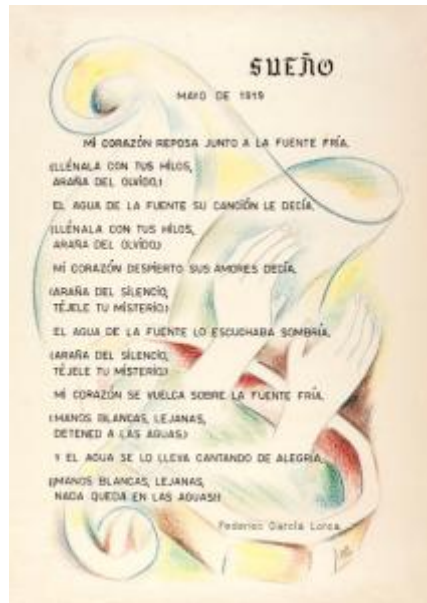 SUEÑO
MAYO DE 1919
MI CORAZÓN REPOSA JUNTO A LA FUENTE FRÍA.
(LLÉNALA CON TUS HILOS,
ARAÑA DEL OLVIDO.)
EL AGUA DE LA FUENTE SU CANCIÓN LE DECÍA.
(LLÉNALA CON TUS HILOS,
ARAÑA DEL OLVIDO.)
MI CORAZÓN DESPIERTO SUS AMORES DECÍA.
(ARAÑA DEL SILENCIO,
TÉJELE TU MISTERIO.)
EL AGUA DE LA FUENTE LO ESCUCHABA SOMBRÍA.
(ARAÑA DEL SILENCIO,
TÉJELE TU MISTERIO.)
MI CORAZÓN SE VUELCA SOBRE LA FUENTE FRÍA.
(MANOS BLANCAS, LEJANAS,
DETENED A LAS AGUAS.)
Y EL AGUA SE LO LLEVA CANTANDO DE ALEGRÍA.
(¡MANOS BLANCAS, LEJANAS,
NADA QUEDA EN LAS AGUAS!)
Federico García Lorca